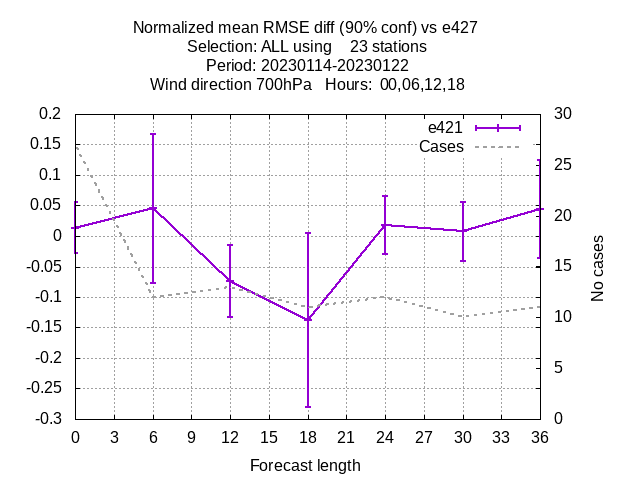 Normalized mean RMSE diff (90% conf) vs e427
Selection: ALL using    23 stations
Period: 20230114-20230122
Wind direction 700hPa   Hours:  00,06,12,18
e421
Cases
0.2
0.15
0.1
0.05
0
-0.05
-0.1
-0.15
-0.2
-0.25
-0.3
30
25
20
15
10
5
0
No cases
0 3 6 9 12 15 18 21 24 27 30 33 36
Forecast length